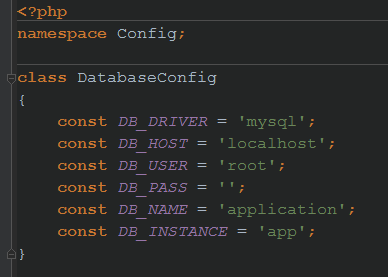 <?php
namespace Config;
class DatabaseConfig
{
const DB_DRIVER = 'mysql';
const DB_HOST = 'localhost';
const DB_USER = 'root';
const DB_PASS = '';
const DB_NAME = 'application';
const DB_INSTANCE = 'app';
}